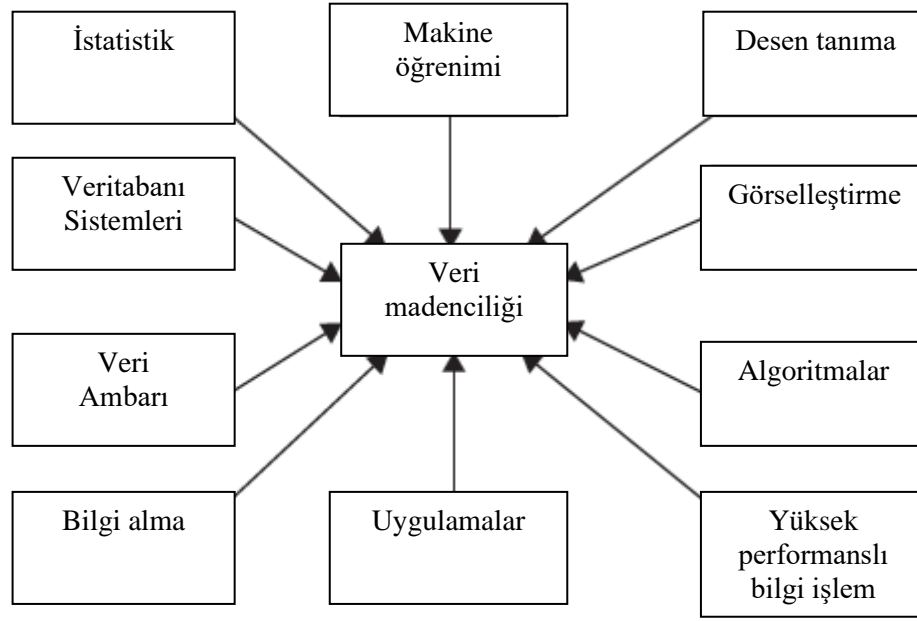 İstatistik
Makine
öğrenimi
Desen tanıma
Veritabanı
Sistemleri
Görselleştirme
Veri
madenciliği
Veri
Ambarı
Algoritmalar
Bilgi alma
Uygulamalar
Yüksek
performanslı
bilgi işlem